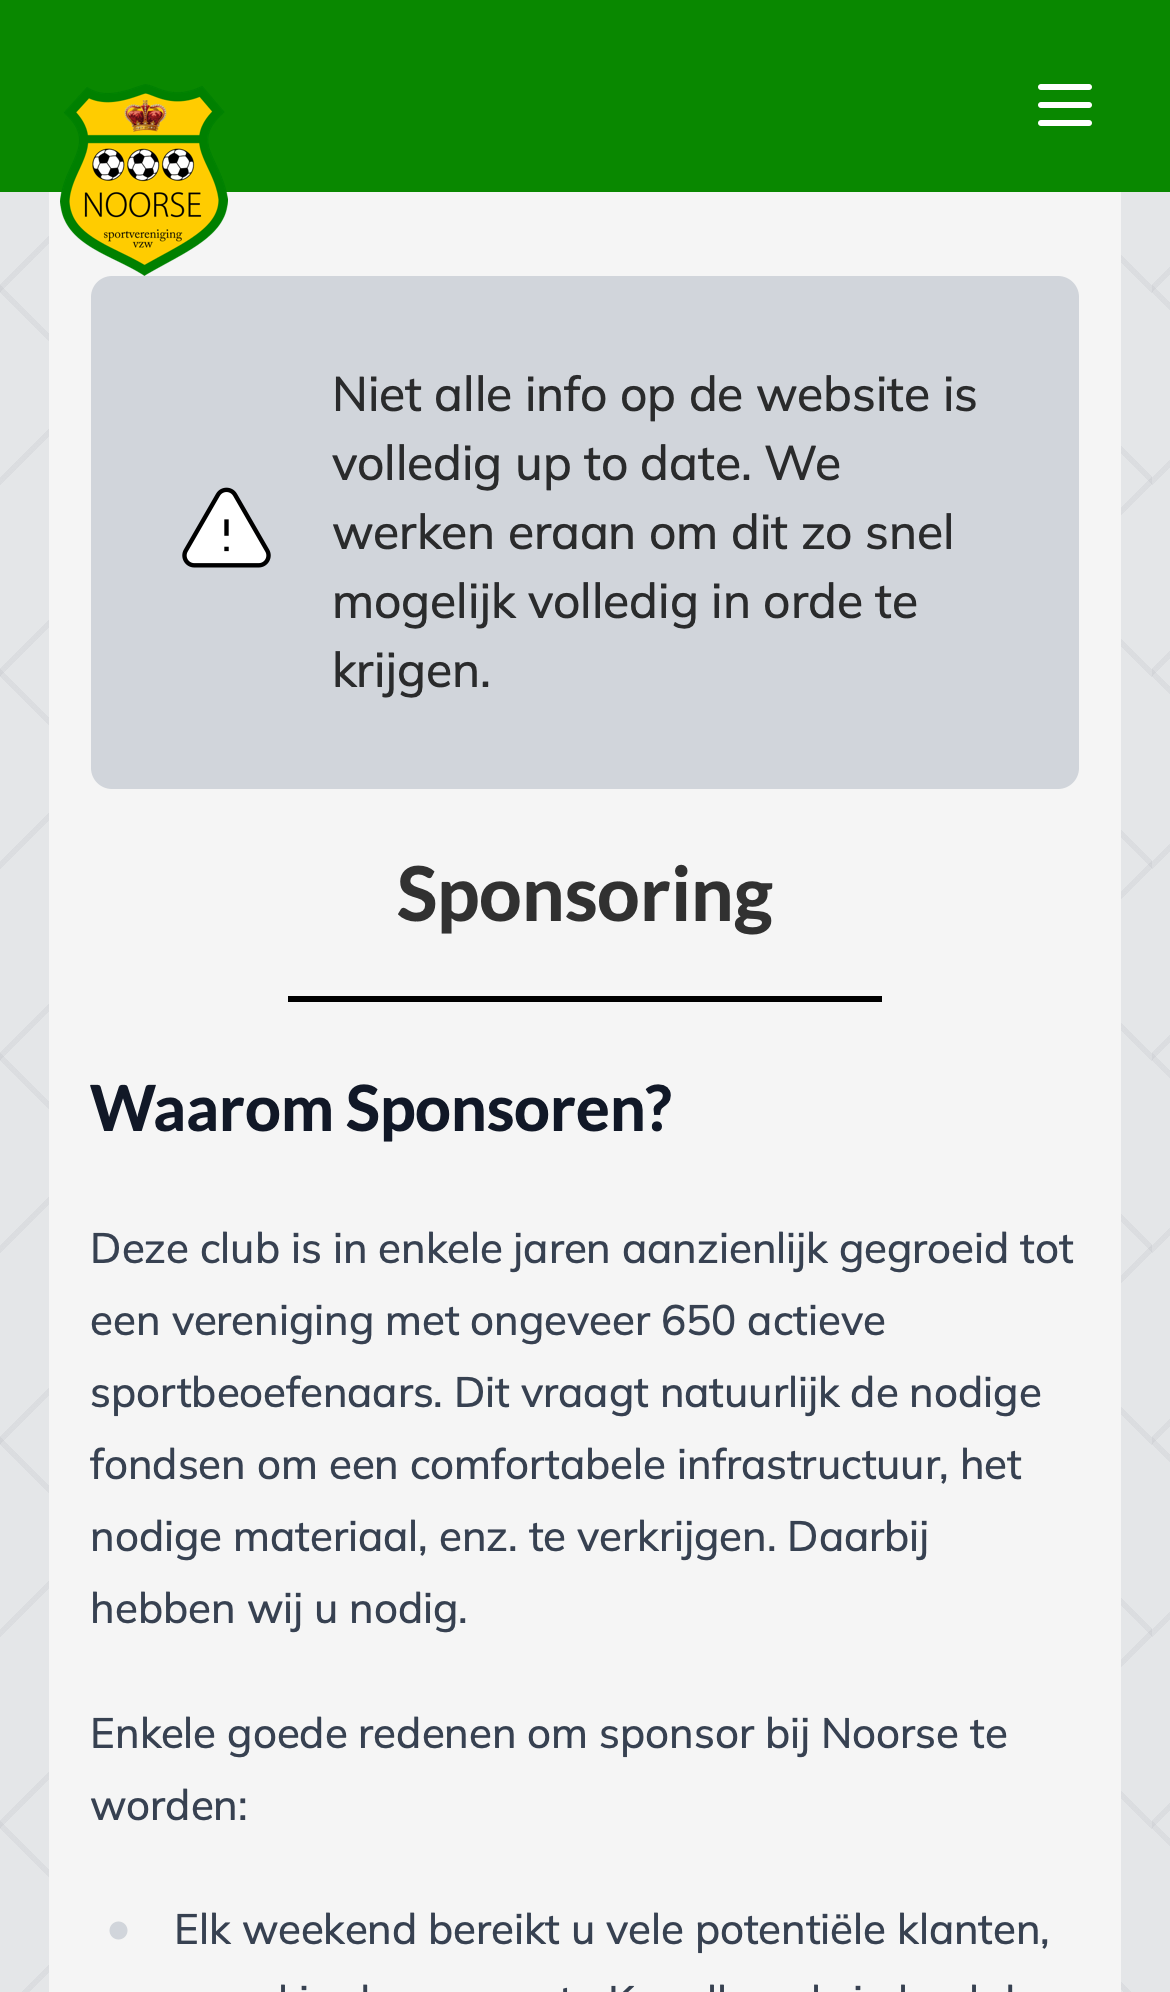 NOORSE
sportvereniging
vzw
Niet alle info op de website is
volledig up to date. We
werken eraan om dit zo snel
mogelijk volledig in orde te
krijgen.
Sponsoring
Waarom Sponsoren?
Deze club is in enkele jaren aanzienlijk gegroeid tot
een vereniging met ongeveer 650 actieve
sportbeoefenaars. Dit vraagt natuurlijk de nodige
fondsen om een comfortabele infrastructuur, het
nodige materiaal, enz. te verkrijgen. Daarbij
hebben wij u nodig.
Enkele goede redenen om sponsor bij Noorse te
worden:
Elk weekend bereikt u vele potentiële klanten,